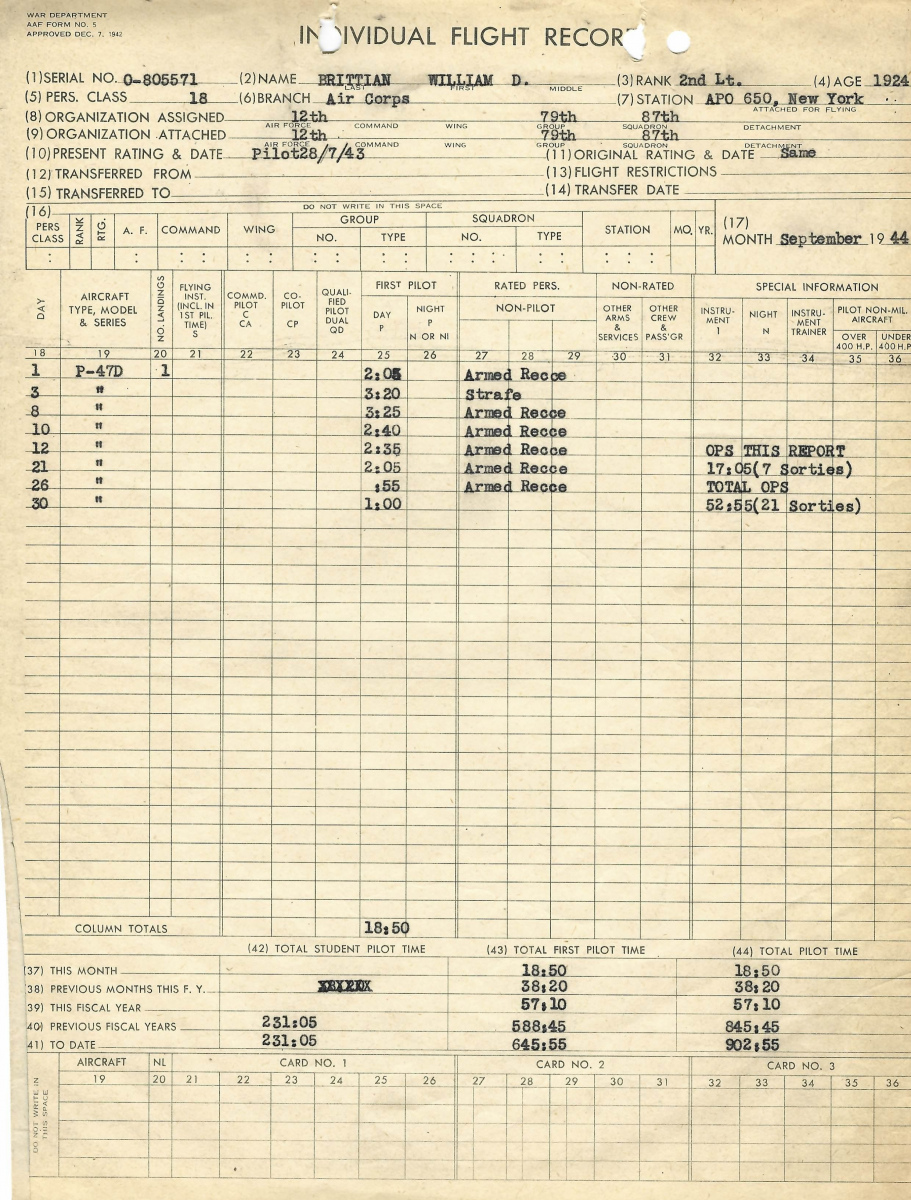 WAR DEPARTMENT
AAF FORM NO. 5
APPROVED DEC. 7, 1942
INDIVIDUAL FLIGHT RECORD
(1) SERIAL NO. O-805571 (2) NAME BRITTIAN WILLIAM D. (3) RANK 2nd Lt. (4) AGE 1924
LAST FIRST MIDDLE
(5) PERS. CLASS 18 (6) BRANCH Air Corps (7) STATION APO 650, New York
ATTACHED FOR FLYING
(8) ORGANIZATION ASSIGNED 12th 79th 87th
AIR FORCE COMMAND WING GROUP SQUADRON DETACHMENT
(9) ORGANIZATION ATTACHED 12th 79th 87th
AIR FORCE COMMAND WING GROUP SQUADRON DETACHMENT
(10) PRESENT RATING & DATE Pilot28/7/43 (11) ORIGINAL RATING & DATE Same
(12) TRANSFERRED FROM (13) FLIGHT RESTRICTIONS
(15) TRANSFERRED TO (14) TRANSFER DATE
(16) DO NOT WRITE IN THIS SPACE
PERS CLASS RANK RTG. A. F. COMMAND WING GROUP NO. TYPE SQUADRON NO. TYPE STATION MO. YR. (17) MONTH September 19 44
DAY AIRCRAFT TYPE, MODEL & SERIES NO. LANDINGS FLYING INST. (INCL. IN 1ST PIL. TIME) S COMMD. PILOT C CA CO-PILOT CP QUALI-FIED PILOT DUAL QD FIRST PILOT DAY P NIGHT P N OR NI RATED PERS. NON-PILOT NON-RATED OTHER ARMS & SERVICES OTHER CREW & PASS'GR SPECIAL INFORMATION INSTRU-MENT I NIGHT N INSTRU-MENT TRAINER PILOT NON-MIL. AIRCRAFT OVER 400 H.P. UNDER 400 H.P.
18 19 20 21 22 23 24 25 26 27 28 29 30 31 32 33 34 35 36
1 P-47D 1 2:05 Armed Recce
3 " 3:20 Strafe
8 " 3:25 Armed Recce
10 " 2:40 Armed Recce
12 " 2:35 Armed Recce OPS THIS REPORT
21 " 2:05 Armed Recce 17:05(7 Sorties)
26 " :55 Armed Recce TOTAL OPS
30 " 1:00 52:55(21 Sorties)
COLUMN TOTALS 18:50
(42) TOTAL STUDENT PILOT TIME (43) TOTAL FIRST PILOT TIME (44) TOTAL PILOT TIME
(37) THIS MONTH 18:50 18:50
(38) PREVIOUS MONTHS THIS F. Y. 38:20 38:20
(39) THIS FISCAL YEAR 57:10 57:10
40) PREVIOUS FISCAL YEARS 231:05 588:45 845:45
41) TO DATE 231:05 645:55 902:55
DO NOT WRITE IN THIS SPACE
AIRCRAFT NL CARD NO. 1 CARD NO. 2 CARD NO. 3
19 20 21 22 23 24 25 26 27 28 29 30 31 32 33 34 35 36